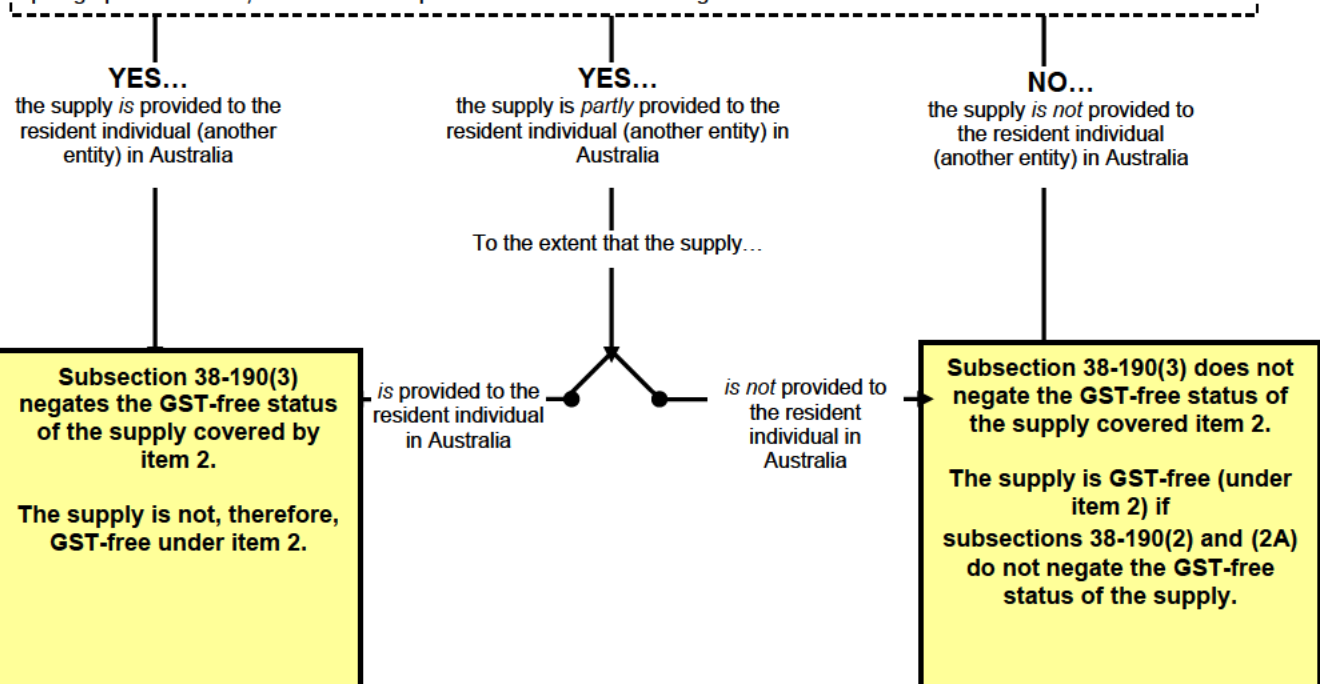 YES…
the supply is provided to the
resident individual (another
entity) in Australia
YES…
the supply is partly provided to the
resident individual (another entity) in
Australia
NO…
the supply is not provided to
the resident individual
(another entity) in Australia
To the extent that the supply…
Subsection 38-190(3)
negates the GST-free status
of the supply covered by
item 2.
The supply is not, therefore,
GST-free under item 2.
is provided to the
resident individual
in Australia
is not provided to
the resident
individual in
Australia
Subsection 38-190(3) does not
negate the GST-free status of
the supply covered item 2.
The supply is GST-free (under
item 2) if
subsections 38-190(2) and (2A)
do not negate the GST-free
status of the supply.